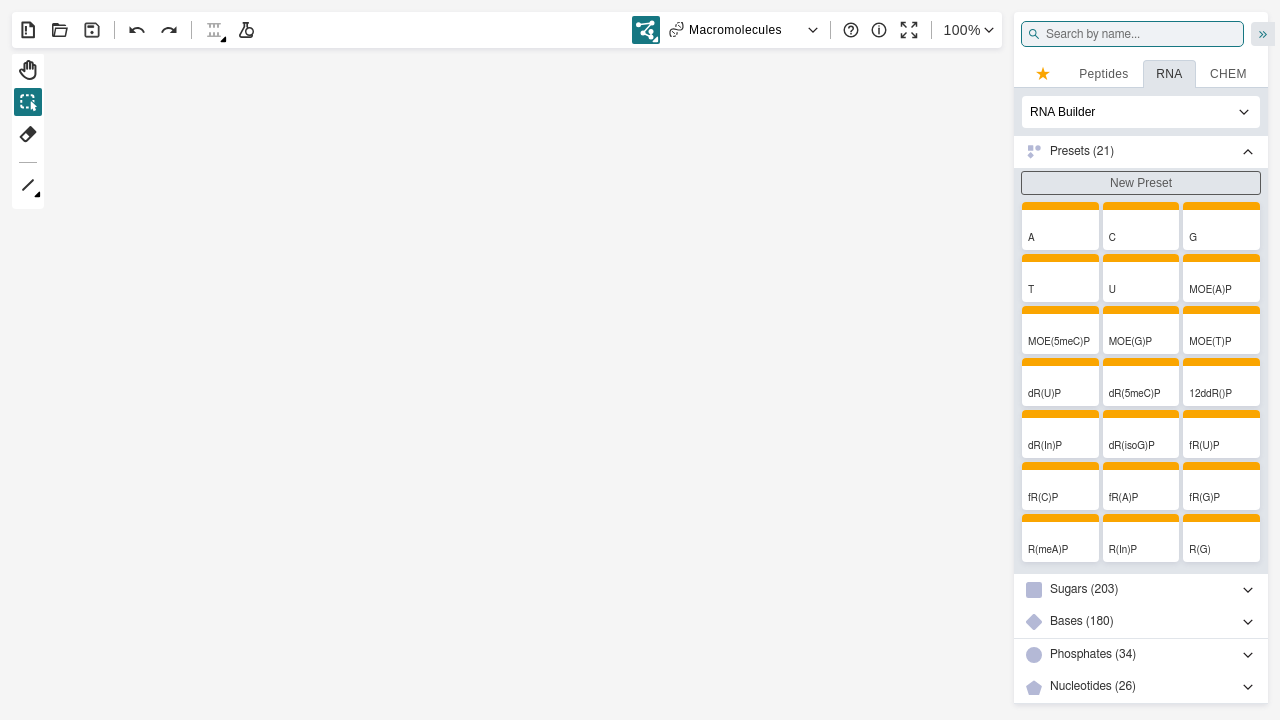 Macromolecules
100%
Search by name...
Peptides RNA CHEM
RNA Builder
Presets (21)
New Preset
A C G
T U MOE(A)P
MOE(5meC)P MOE(G)P MOE(T)P
dR(U)P dR(5meC)P 12ddR()P
dR(In)P dR(isoG)P fR(U)P
fR(C)P fR(A)P fR(G)P
R(meA)P R(In)P R(G)
Sugars (203)
Bases (180)
Phosphates (34)
Nucleotides (26)